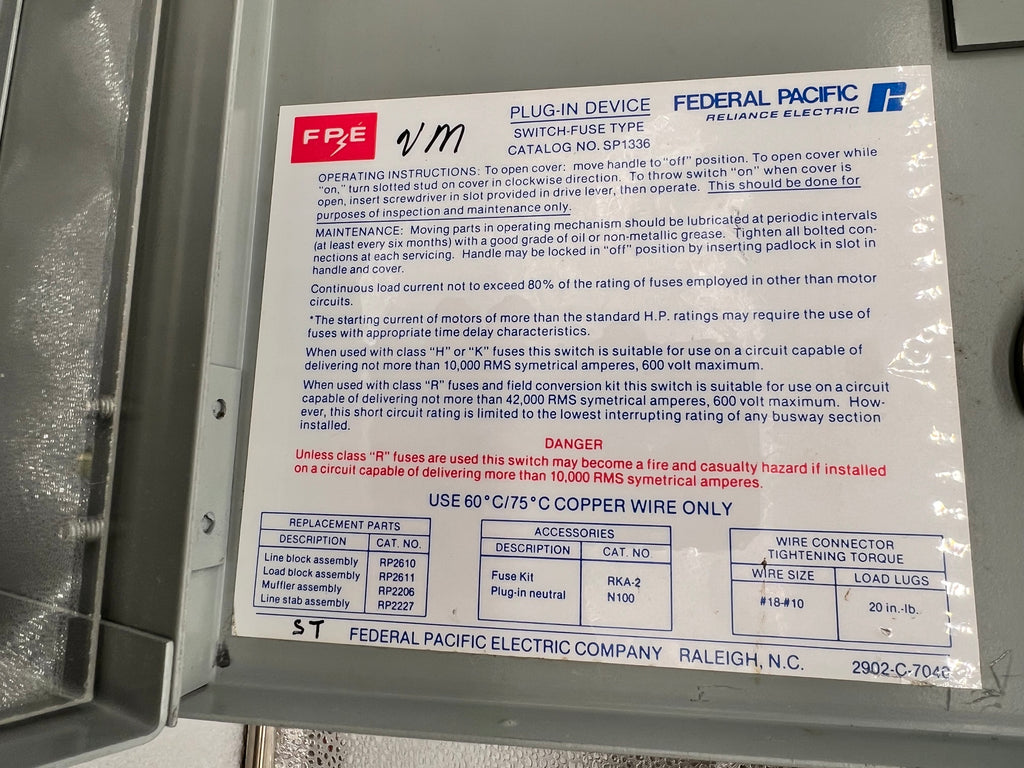 FPE
VM
PLUG-IN DEVICE
SWITCH-FUSE TYPE
CATALOG NO. SP1336
FEDERAL PACIFIC
RELIANCE ELECTRIC
OPERATING INSTRUCTIONS: To open cover: move handle to "off" position. To open cover while
"on," turn slotted stud on cover in clockwise direction. To throw switch "on" when cover is
open, insert screwdriver in slot provided in drive lever, then operate. This should be done for
purposes of inspection and maintenance only.
MAINTENANCE: Moving parts in operating mechanism should be lubricated at periodic intervals
(at least every six months) with a good grade of oil or non-metallic grease. Tighten all bolted con-
nections at each servicing. Handle may be locked in "off" position by inserting padlock in slot in
handle and cover.
Continuous load current not to exceed 80% of the rating of fuses employed in other than motor
circuits.
*The starting current of motors of more than the standard H.P. ratings may require the use of
fuses with appropriate time delay characteristics.
When used with class "H" or "K" fuses this switch is suitable for use on a circuit capable of
delivering not more than 10,000 RMS symetrical amperes, 600 volt maximum.
When used with class "R" fuses and field conversion kit this switch is suitable for use on a circuit
capable of delivering not more than 42,000 RMS symetrical amperes, 600 volt maximum. How-
ever, this short circuit rating is limited to the lowest interrupting rating of any busway section
installed.
DANGER
Unless class "R" fuses are used this switch may become a fire and casualty hazard if installed
on a circuit capable of delivering more than 10,000 RMS symetrical amperes.
USE 60°C/75°C COPPER WIRE ONLY
REPLACEMENT PARTS
DESCRIPTION CAT. NO.
Line block assembly RP2610
Load block assembly RP2611
Muffler assembly RP2206
Line stab assembly RP2227
ACCESSORIES
DESCRIPTION CAT. NO
Fuse Kit RKA-2
Plug-in neutral N100
WIRE CONNECTOR
TIGHTENING TORQUE
WIRE SIZE LOAD LUGS
#18-#10 20 in.-lb.
ST
FEDERAL PACIFIC ELECTRIC COMPANY RALEIGH, N.C.